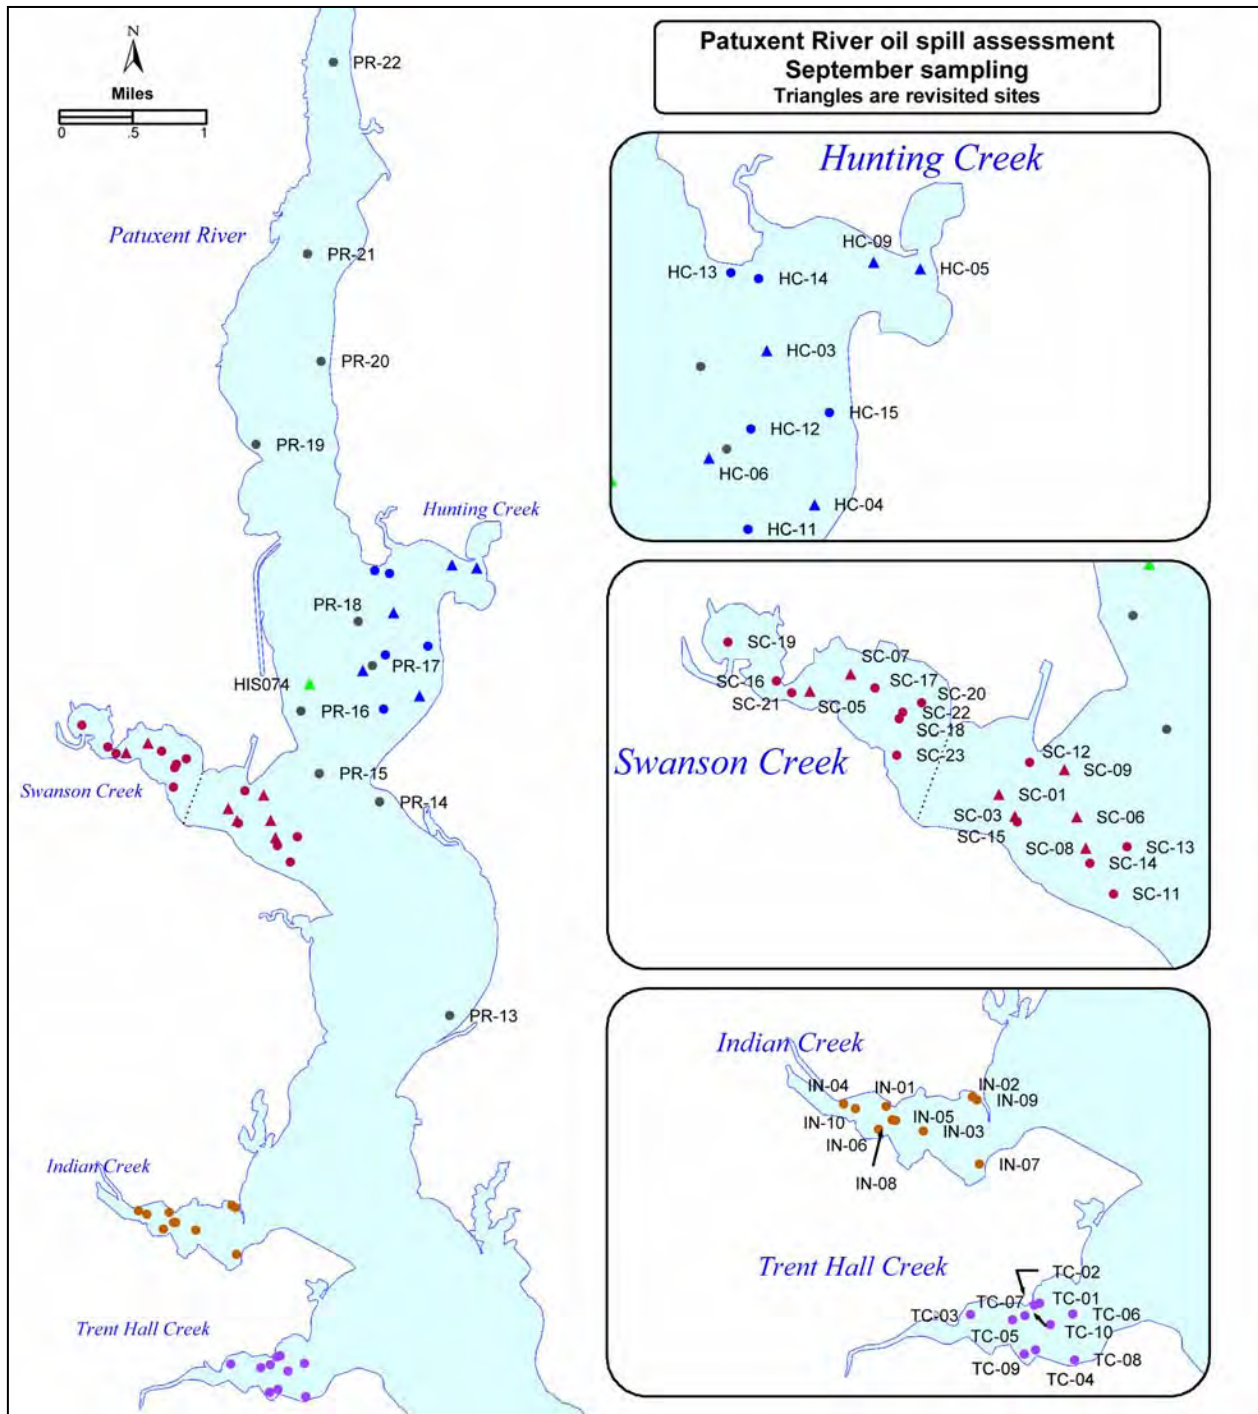 N
Miles
0 .5 1
Patuxent River oil spill assessment
September sampling
Triangles are revisited sites
PR-22
Patuxent River
PR-21
PR-20
PR-19
Hunting Creek
PR-18
PR-17
HIS074
PR-16
PR-15
PR-14
Swanson Creek
PR-13
Indian Creek
Trent Hall Creek
Hunting Creek
HC-09
HC-13
HC-14
HC-05
HC-03
HC-15
HC-12
HC-06
HC-04
HC-11
SC-19
SC-07
SC-16
SC-17
SC-21
SC-05
SC-20
SC-22
SC-18
Swanson Creek
SC-23
SC-12
SC-09
SC-01
SC-03
SC-06
SC-15
SC-08
SC-13
SC-14
SC-11
Indian Creek
IN-04
IN-01
IN-02
IN-09
IN-10
IN-05
IN-03
IN-06
IN-07
IN-08
Trent Hall Creek
TC-02
TC-07
TC-01
TC-03
TC-06
TC-05
TC-10
TC-09
TC-08
TC-04